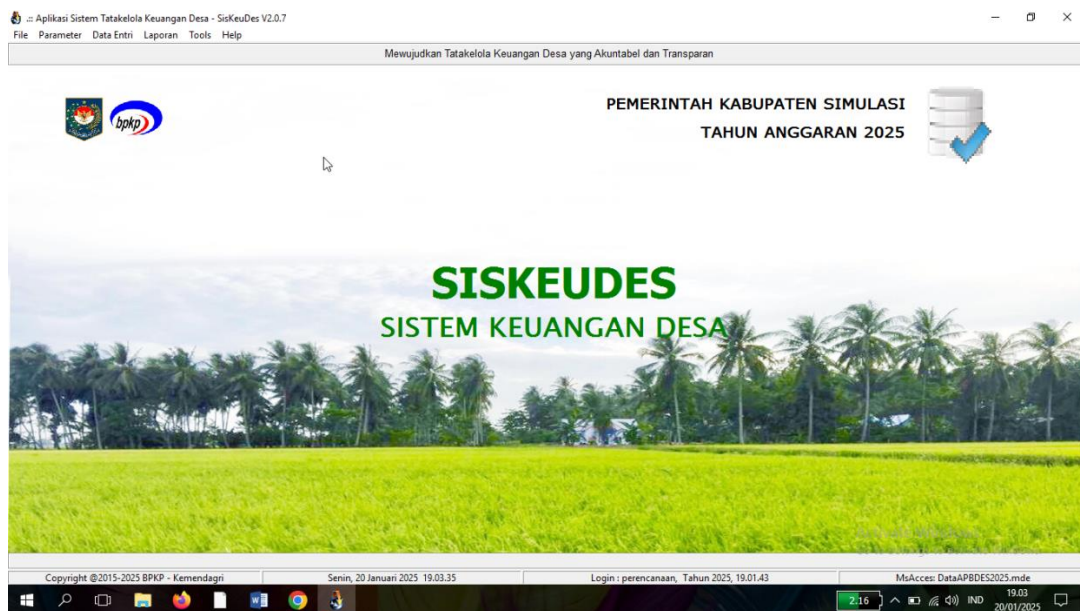 .:: Aplikasi Sistem Tatakelola Keuangan Desa - SisKeuDes V2.0.7
File Parameter Data Entri Laporan Tools Help
Mewujudkan Tatakelola Keuangan Desa yang Akuntabel dan Transparan
bpkp
PEMERINTAH KABUPATEN SIMULASI
TAHUN ANGGARAN 2025
SISKEUDES
SISTEM KEUANGAN DESA
Copyright @2015-2025 BPKP - Kemendagri Senin, 20 Januari 2025 19.03.35 Login : perencanaan, Tahun 2025, 19.01.43 MsAcces: DataAPBDES2025.mde
2.16 IND 19.03
20/01/2025